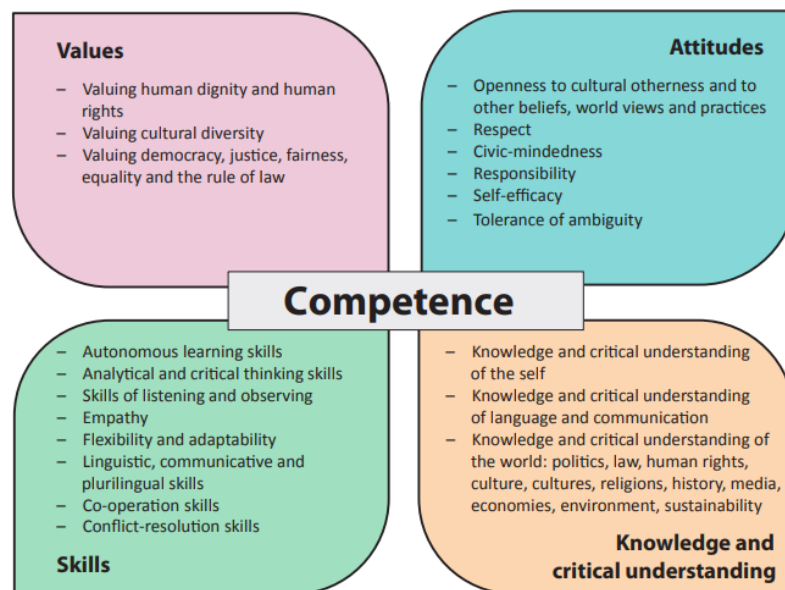 Values
– Valuing human dignity and human
rights
– Valuing cultural diversity
– Valuing democracy, justice, fairness,
equality and the rule of law
Attitudes
– Openness to cultural otherness and to
other beliefs, world views and practices
– Respect
– Civic-mindedness
– Responsibility
– Self-efficacy
– Tolerance of ambiguity
Competence
– Autonomous learning skills
– Analytical and critical thinking skills
– Skills of listening and observing
– Empathy
– Flexibility and adaptability
– Linguistic, communicative and
plurilingual skills
– Co-operation skills
– Conflict-resolution skills
Skills
– Knowledge and critical understanding
of the self
– Knowledge and critical understanding
of language and communication
– Knowledge and critical understanding of
the world: politics, law, human rights,
culture, cultures, religions, history, media,
economies, environment, sustainability
Knowledge and
critical understanding